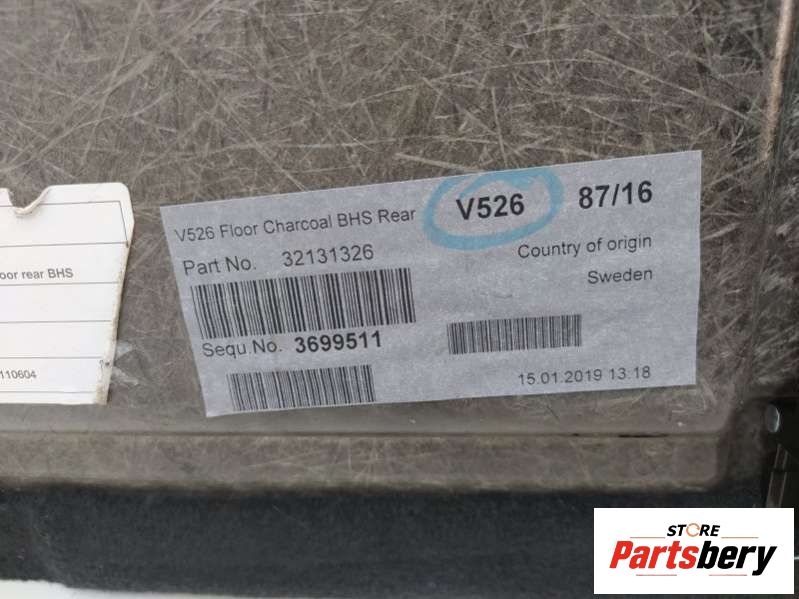 V526 Floor Charcoal BHS Rear V526 87/16
Part No. 32131326
Country of origin
Sweden
Sequ.No. 3699511
15.01.2019 13.18
oor rear BHS
110604
STORE
Partsbery